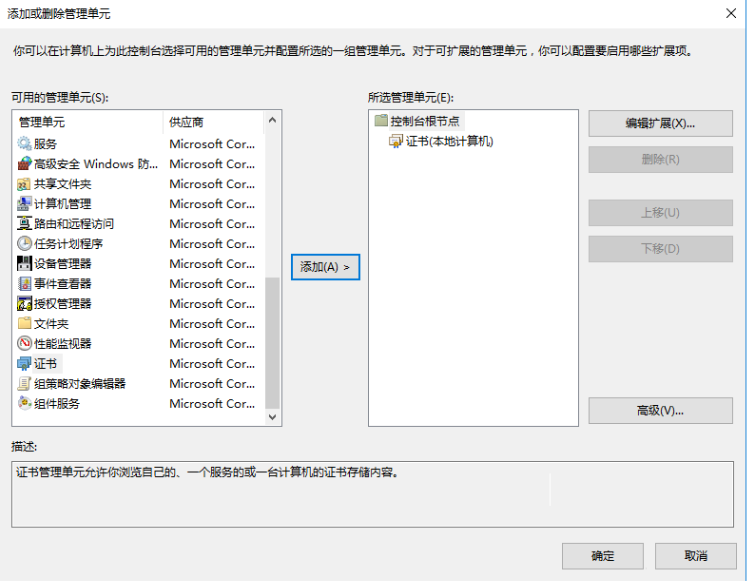 添加或删除管理单元
你可以在计算机上为此控制台选择可用的管理单元并配置所选的一组管理单元。对于可扩展的管理单元，你可以配置要启用哪些扩展项。
可用的管理单元(S):
所选管理单元(E):
管理单元 供应商
服务 Microsoft Cor...
高级安全 Windows 防... Microsoft Cor...
共享文件夹 Microsoft Cor...
计算机管理 Microsoft Cor...
路由和远程访问 Microsoft Cor...
任务计划程序 Microsoft Cor...
设备管理器 Microsoft Cor...
事件查看器 Microsoft Cor...
授权管理器 Microsoft Cor...
文件夹 Microsoft Cor...
性能监视器 Microsoft Cor...
证书 Microsoft Cor...
组策略对象编辑器 Microsoft Cor...
组件服务 Microsoft Cor...
添加(A) >
控制台根节点
证书(本地计算机)
编辑扩展(X)...
删除(R)
上移(U)
下移(D)
高级(V)...
描述:
证书管理单元允许你浏览自己的、一个服务的或一台计算机的证书存储内容。
确定
取消